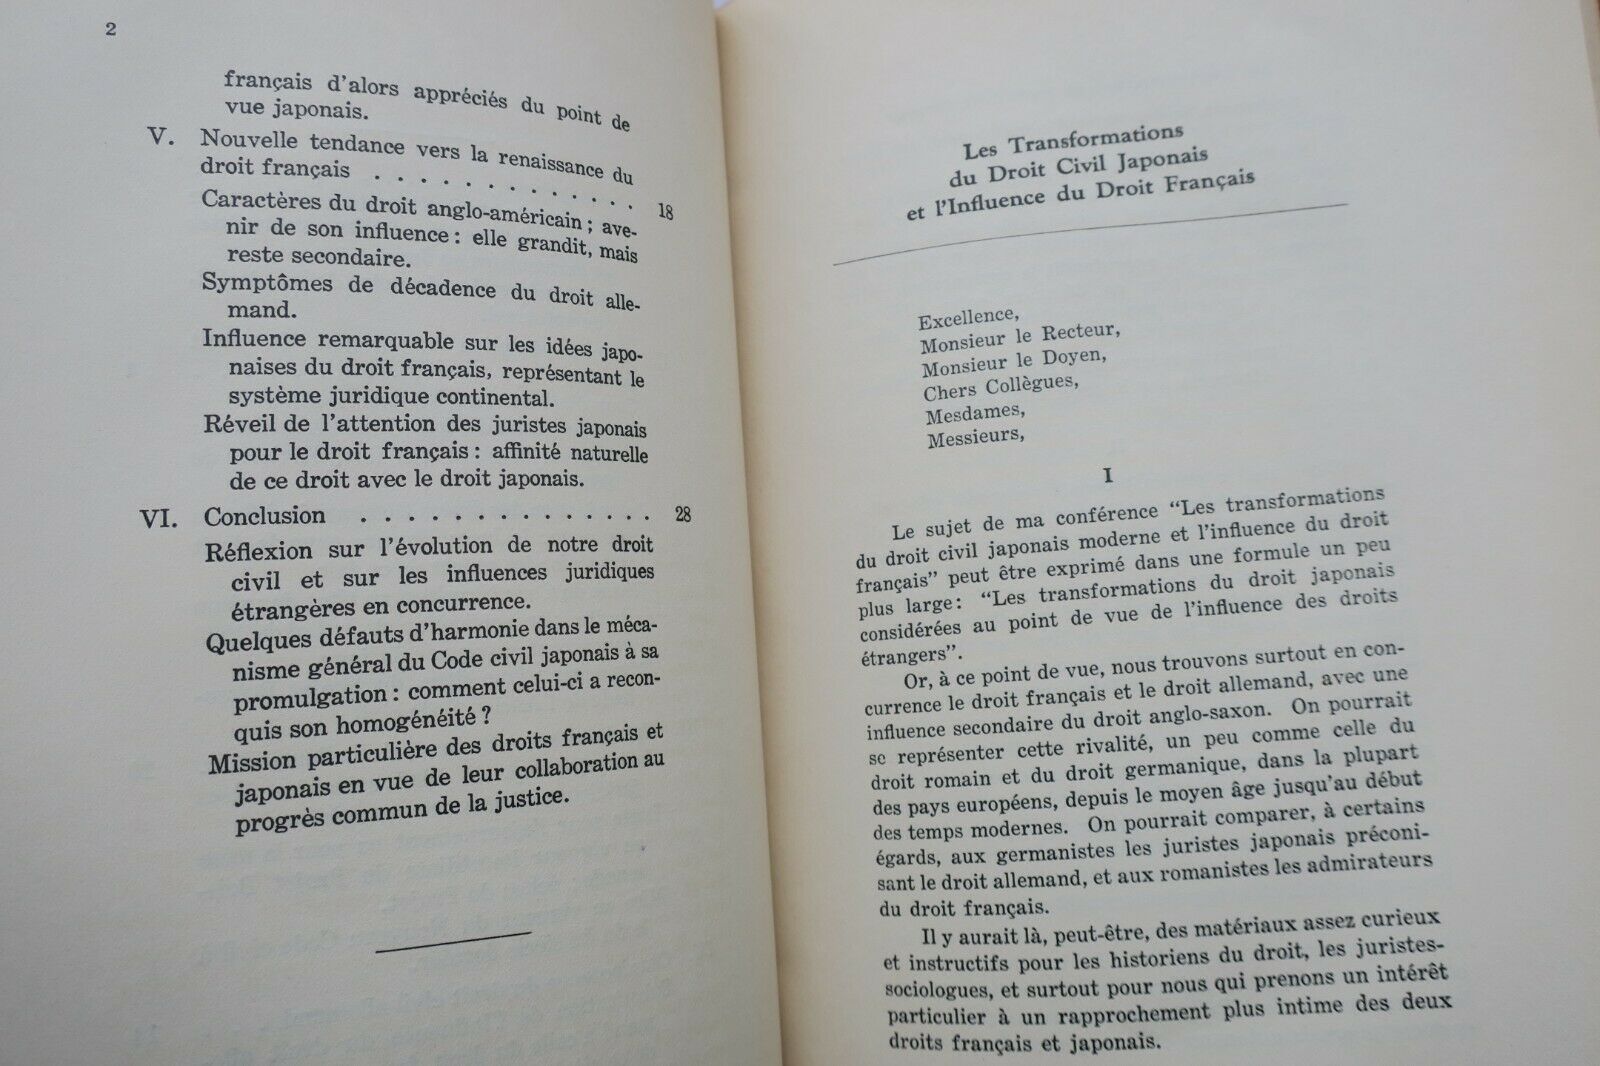 2
français d'alors appréciés du point de
vue japonais.
V. Nouvelle tendance vers la renaissance du
droit français . . . . . . . . . . . . 18
Caractères du droit anglo-américain ; ave-
nir de son influence : elle grandit, mais
reste secondaire.
Symptômes de décadence du droit alle-
mand.
Influence remarquable sur les idées japo-
naises du droit français, représentant le
système juridique continental.
Réveil de l'attention des juristes japonais
pour le droit français : affinité naturelle
de ce droit avec le droit japonais.
VI. Conclusion . . . . . . . . . . . . . . 28
Réflexion sur l'évolution de notre droit
civil et sur les influences juridiques
étrangères en concurrence.
Quelques défauts d'harmonie dans le méca-
nisme général du Code civil japonais à sa
promulgation : comment celui-ci a recon-
quis son homogénéité ?
Mission particulière des droits français et
japonais en vue de leur collaboration au
progrès commun de la justice.
Les Transformations
du Droit Civil Japonais
et l'Influence du Droit Français
Excellence,
Monsieur le Recteur,
Monsieur le Doyen,
Chers Collègues,
Mesdames,
Messieurs,
I
Le sujet de ma conférence “Les transformations
du droit civil japonais moderne et l'influence du droit
français” peut être exprimé dans une formule un peu
plus large: “Les transformations du droit japonais
considérées au point de vue de l'influence des droits
étrangers”.
Or, à ce point de vue, nous trouvons surtout en con-
currence le droit français et le droit allemand, avec une
influence secondaire du droit anglo-saxon. On pourrait
se représenter cette rivalité, un peu comme celle du
droit romain et du droit germanique, dans la plupart
des pays européens, depuis le moyen âge jusqu'au début
des temps modernes. On pourrait comparer, à certains
égards, aux germanistes les juristes japonais préconi-
sant le droit allemand, et aux romanistes les admirateurs
du droit français.
Il y aurait là, peut-être, des matériaux assez curieux
et instructifs pour les historiens du droit, les juristes-
sociologues, et surtout pour nous qui prenons un intérêt
particulier à un rapprochement plus intime des deux
droits français et japonais.